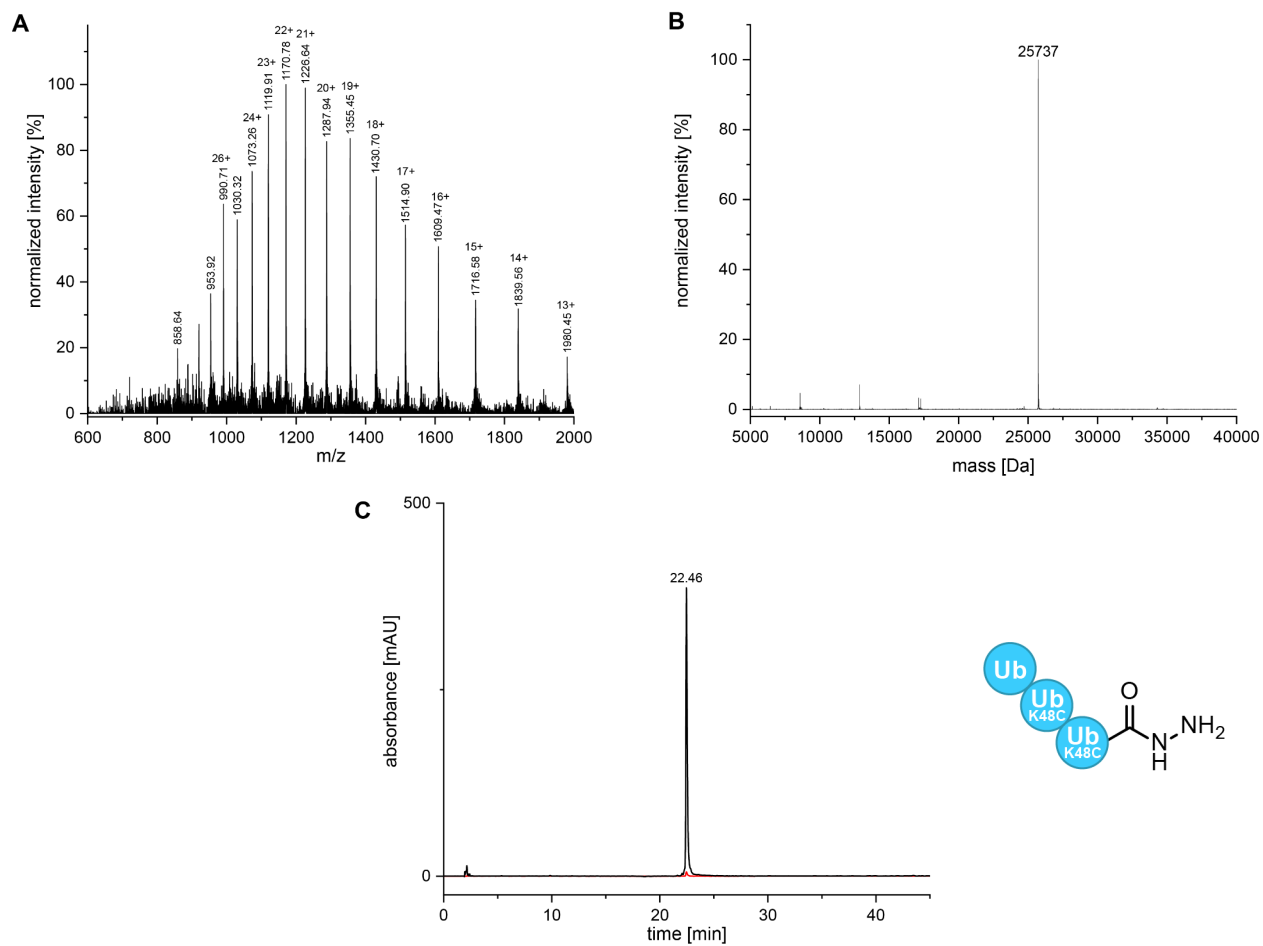 A
normalized intensity [%]
100
80
60
40
20
0
858.64
953.92
26+
990.71
1030.32
24+
1073.26
23+
1119.91
22+
1170.78
21+
1226.64
20+
1287.94
19+
1355.45
18+
1430.70
17+
1514.90
16+
1609.47
15+
1716.58
14+
1839.56
13+
1980.45
600 800 1000 1200 1400 1600 1800 2000
m/z
B
normalized intensity [%]
100
80
60
40
20
0
25737
5000 10000 15000 20000 25000 30000 35000 40000
mass [Da]
C
absorbance [mAU]
500
0
22.46
0 10 20 30 40
time [min]
Ub
Ub
K48C
Ub
K48C
O
N
H
NH2